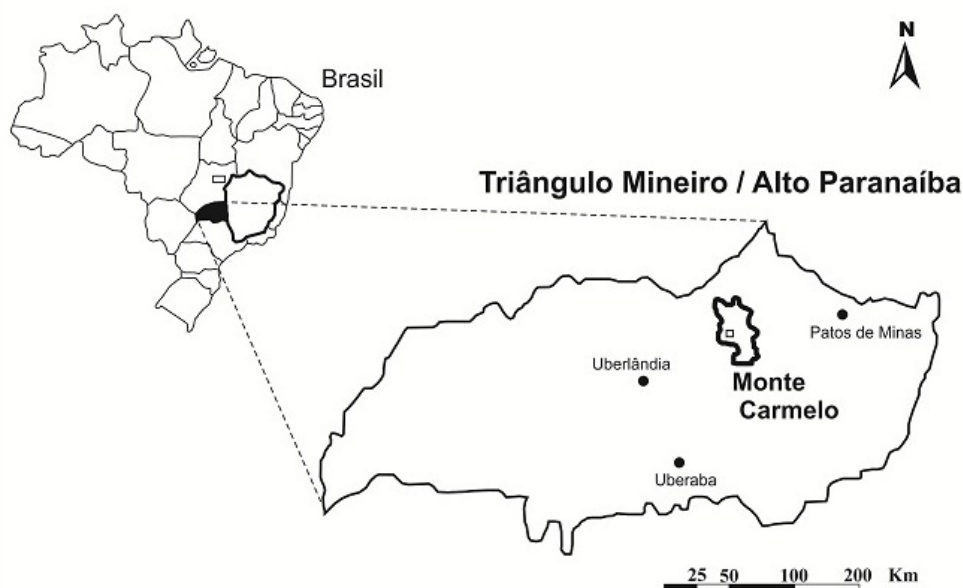 N
Brasil
Triângulo Mineiro / Alto Paranaíba
Patos de Minas
Uberlândia
Monte
Carmelo
Uberaba
25 50 100 200 Km